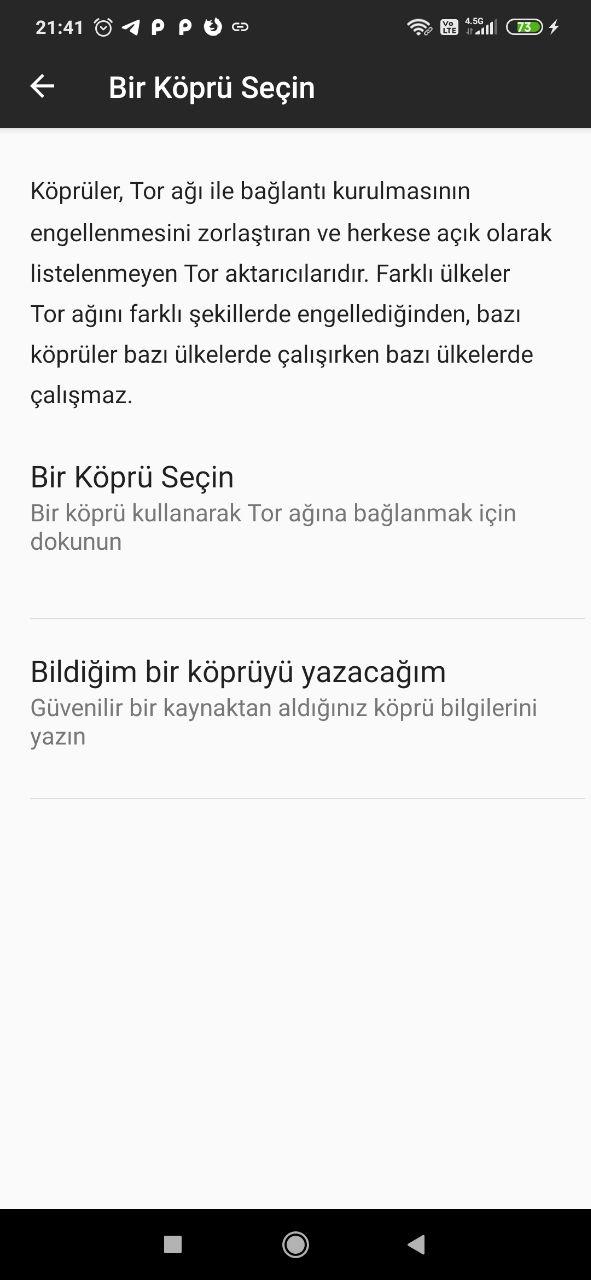 21:41
Vo
LTE
4.5G
73
Bir Köprü Seçin
Köprüler, Tor ağı ile bağlantı kurulmasının
engellenmesini zorlaştıran ve herkese açık olarak
listelenmeyen Tor aktarıcılarıdır. Farklı ülkeler
Tor ağını farklı şekillerde engellediğinden, bazı
köprüler bazı ülkelerde çalışırken bazı ülkelerde
çalışmaz.
Bir Köprü Seçin
Bir köprü kullanarak Tor ağına bağlanmak için
dokunun
Bildiğim bir köprüyü yazacağım
Güvenilir bir kaynaktan aldığınız köprü bilgilerini
yazın